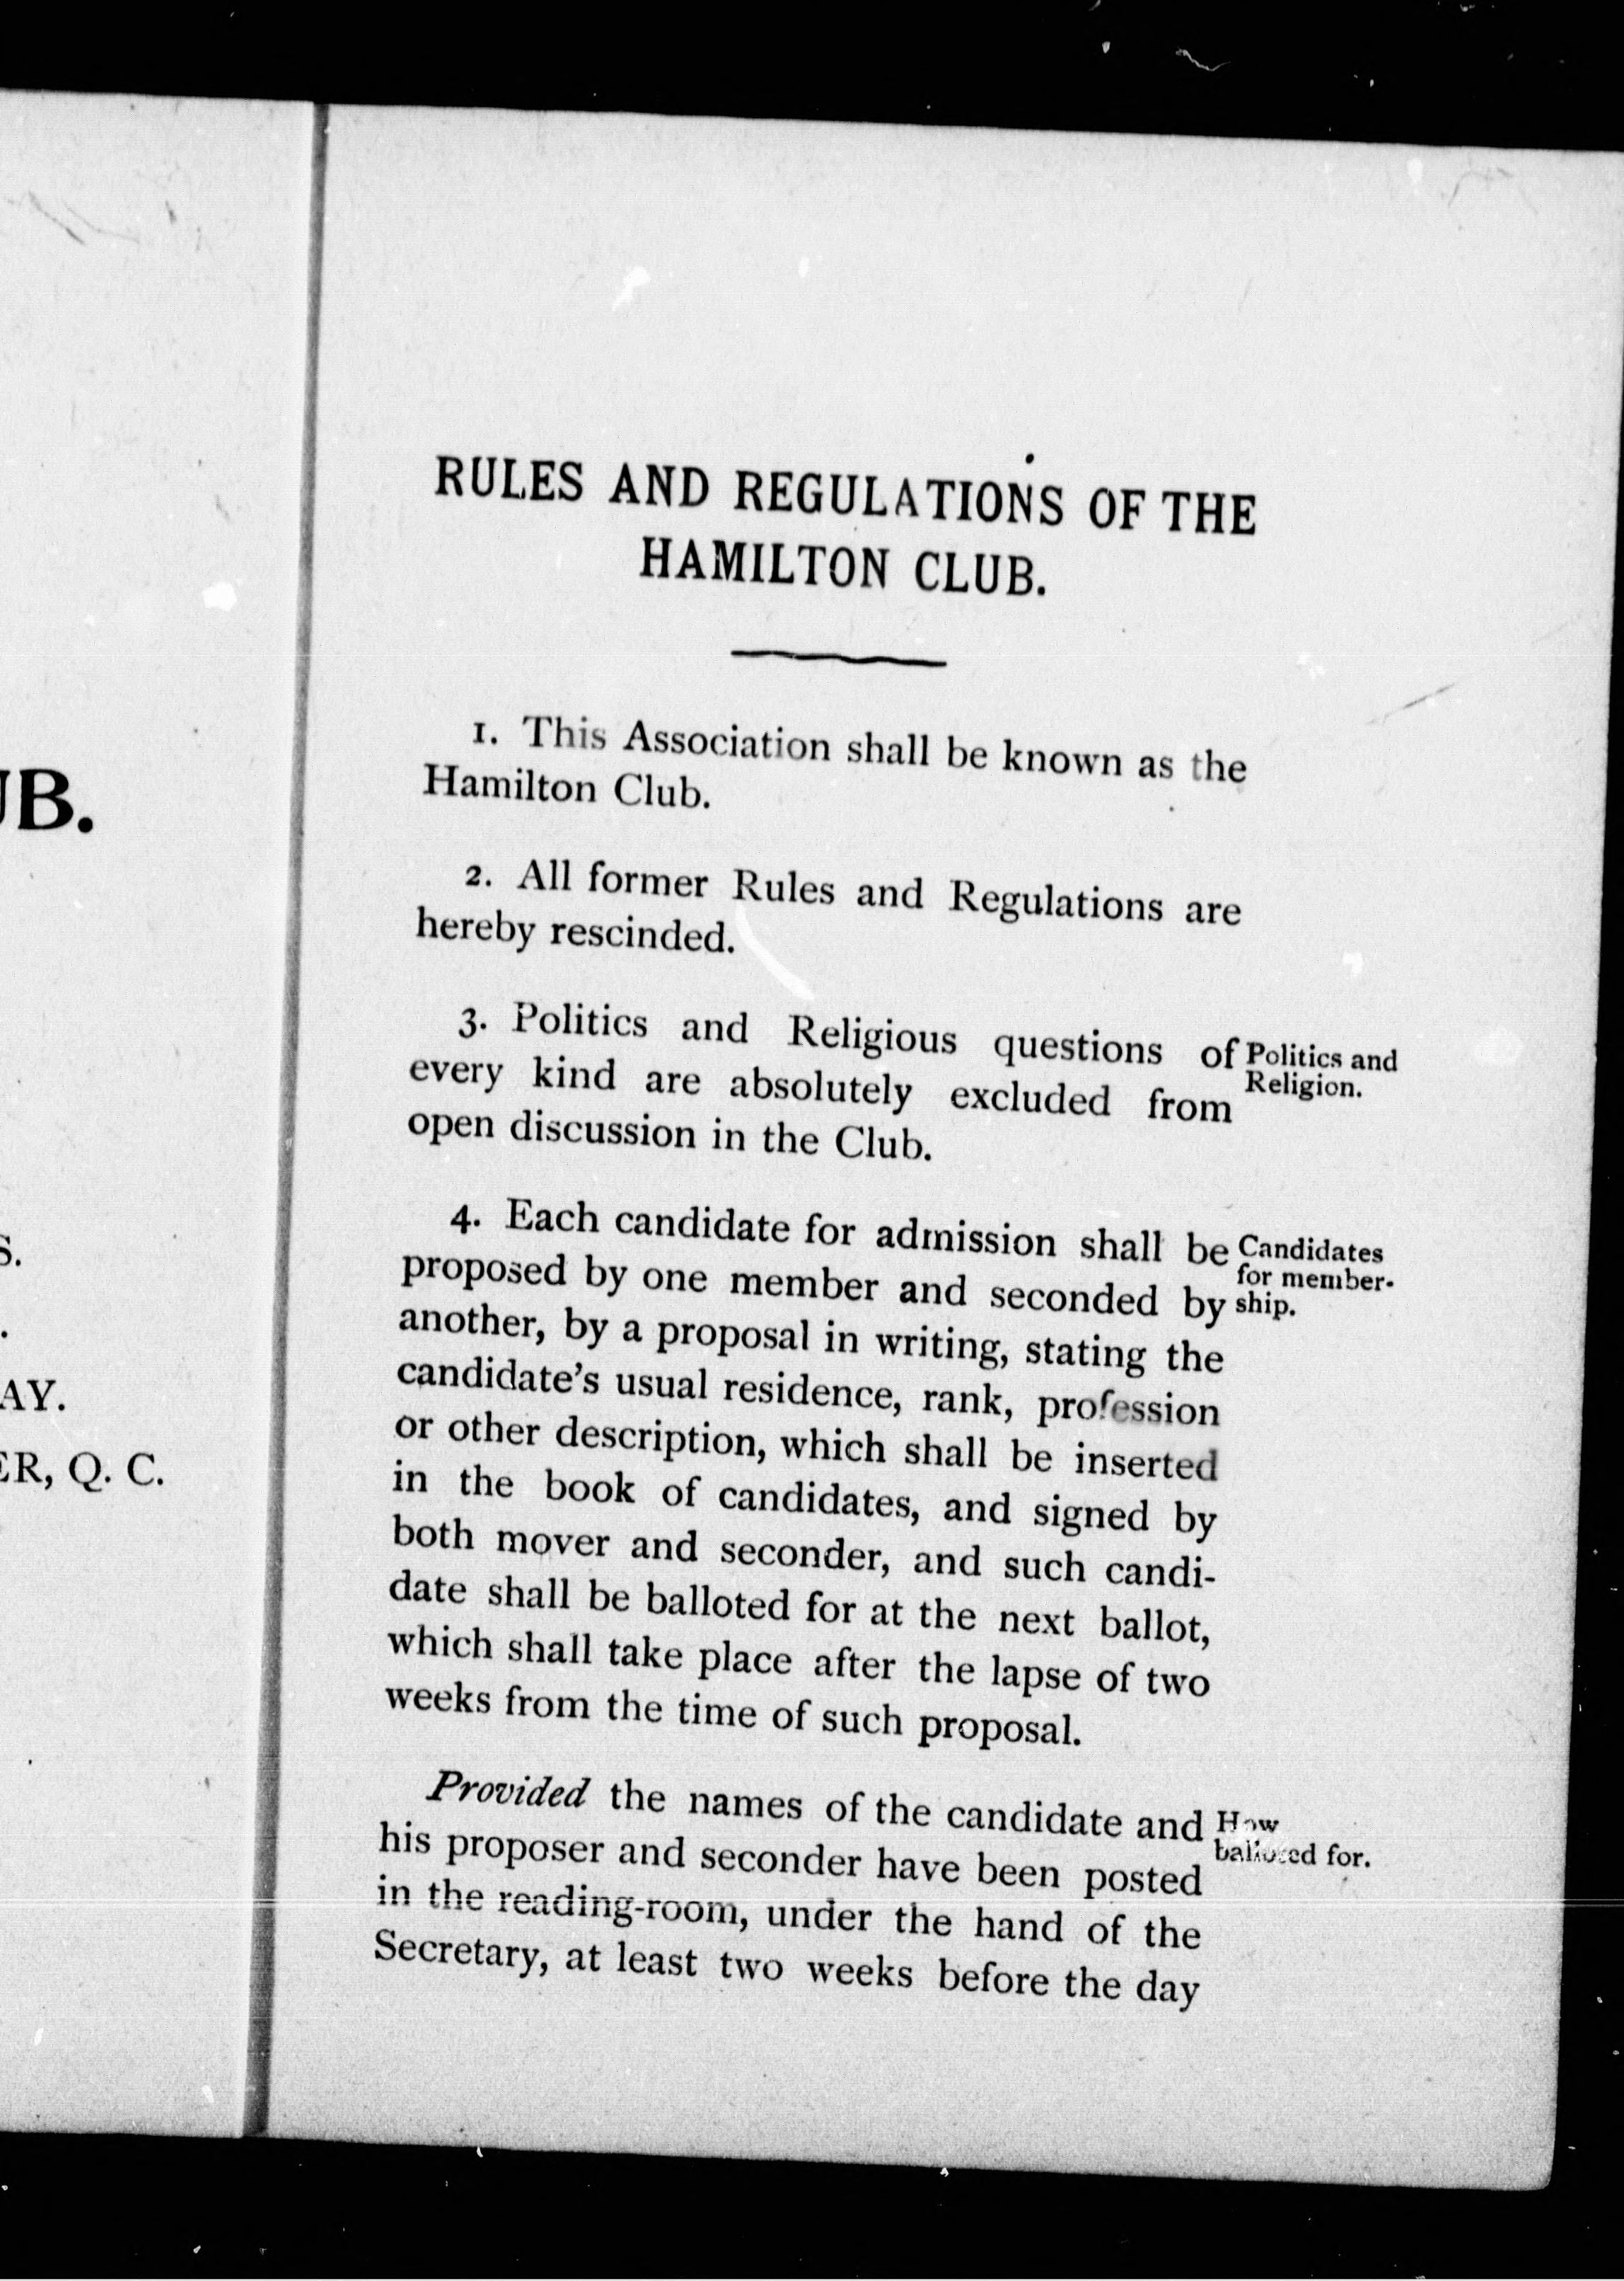 UB.
S.
AY.
ER, Q. C.
RULES AND REGULATIONS OF THE
HAMILTON CLUB.
1. This Association shall be known as the
Hamilton Club.
2. All former Rules and Regulations are
hereby rescinded.
3. Politics and Religious questions of
every kind are absolutely excluded from
open discussion in the Club.
Politics and
Religion.
4. Each candidate for admission shall be
proposed by one member and seconded by
another, by a proposal in writing, stating the
candidate's usual residence, rank, profession
or other description, which shall be inserted
in the book of candidates, and signed by
both mover and seconder, and such candi-
date shall be balloted for at the next ballot,
which shall take place after the lapse of two
weeks from the time of such proposal.
Candidates
for member-
ship.
Provided the names of the candidate and
his proposer and seconder have been posted
in the reading-room, under the hand of the
Secretary, at least two weeks before the day
How
balloted for.